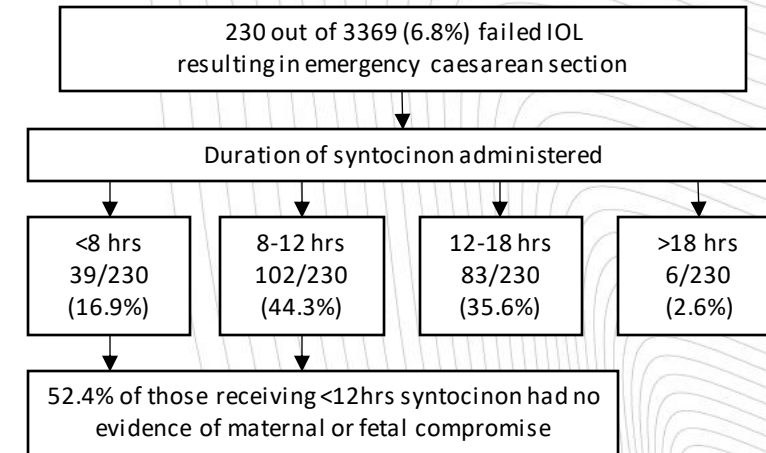 230 out of 3369 (6.8%) failed IOL
resulting in emergency caesarean section
Duration of syntocinon administered
<8 hrs
39/230
(16.9%)
8-12 hrs
102/230
(44.3%)
12-18 hrs
83/230
(35.6%)
>18 hrs
6/230
(2.6%)
52.4% of those receiving <12hrs syntocinon had no
evidence of maternal or fetal compromise